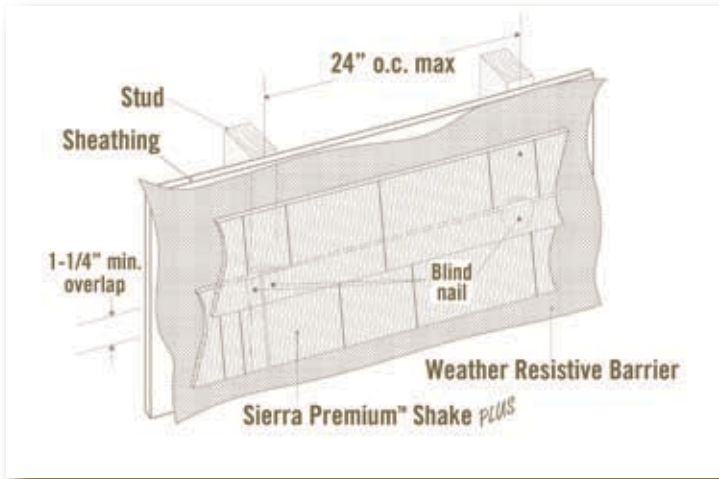 24” o.c. max
Stud
Sheathing
1-1/4” min.
overlap
Blind
nail
Weather Resistive Barrier
Sierra Premium™ Shake PLUS